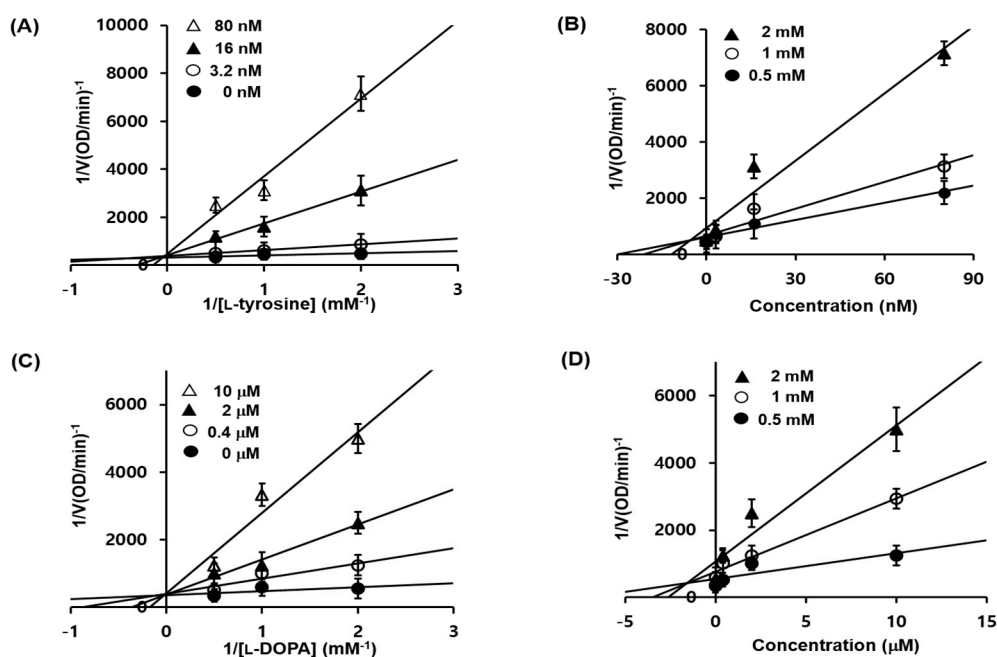 (A)
80 nM
16 nM
3.2 nM
0 nM
1/V(OD/min)⁻¹
10000
8000
6000
4000
2000
0
-1
0
1
2
3
1/[L-tyrosine] (mM⁻¹)
(B)
2 mM
1 mM
0.5 mM
1/V(OD/min)⁻¹
8000
6000
4000
2000
0
-30
0
30
60
90
Concentration (nM)
(C)
10 μM
2 μM
0.4 μM
0 μM
1/V(OD/min)⁻¹
6000
4000
2000
0
-1
0
1
2
3
1/[L-DOPA] (mM⁻¹)
(D)
2 mM
1 mM
0.5 mM
1/V(OD/min)⁻¹
6000
4000
2000
0
-5
0
5
10
15
Concentration (μM)